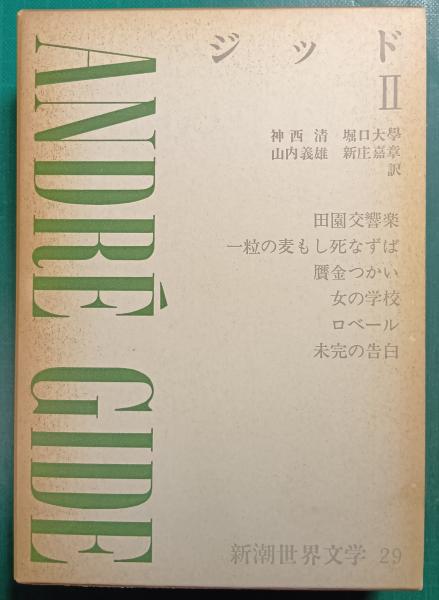 ジッド
II
神西清 堀口大學
山内義雄 新庄嘉章
訳
田園交響楽
一粒の麦もし死なずば
贋金つかい
女の学校
ロベール
未完の告白
新潮世界文学 29
ANDRÉ GIDE